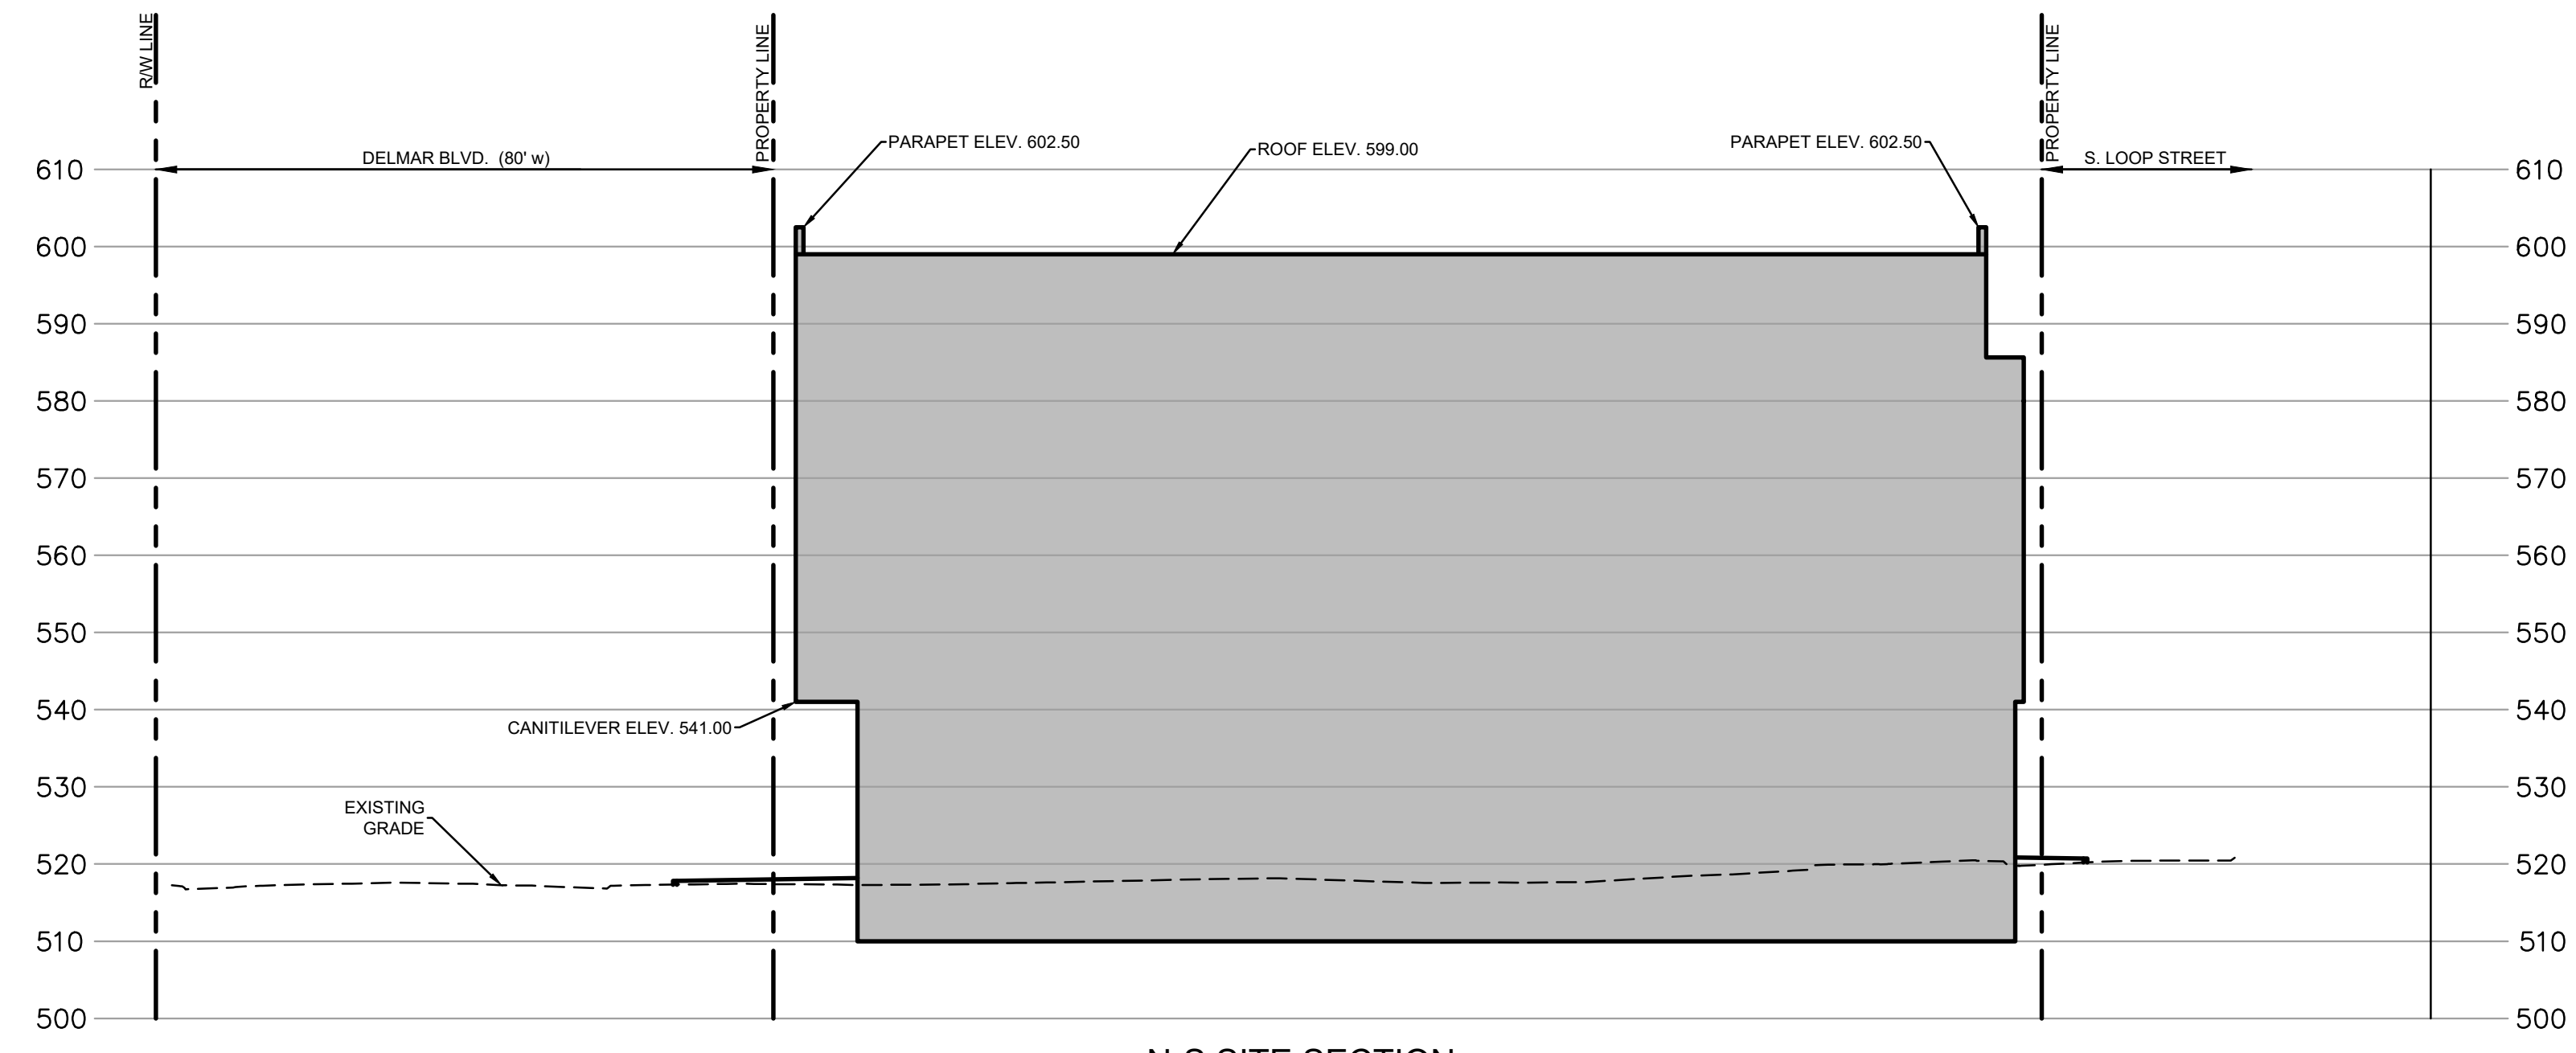 R/W LINE
PROPERTY LINE
PROPERTY LINE
DELMAR BLVD. (80' w)
PARAPET ELEV. 602.50
ROOF ELEV. 599.00
PARAPET ELEV. 602.50
S. LOOP STREET
610
610
600
600
590
590
580
580
570
570
560
560
550
550
540
540
CANITILEVER ELEV. 541.00
530
530
EXISTING
GRADE
520
520
510
510
500
500
N-S SITE SECTION